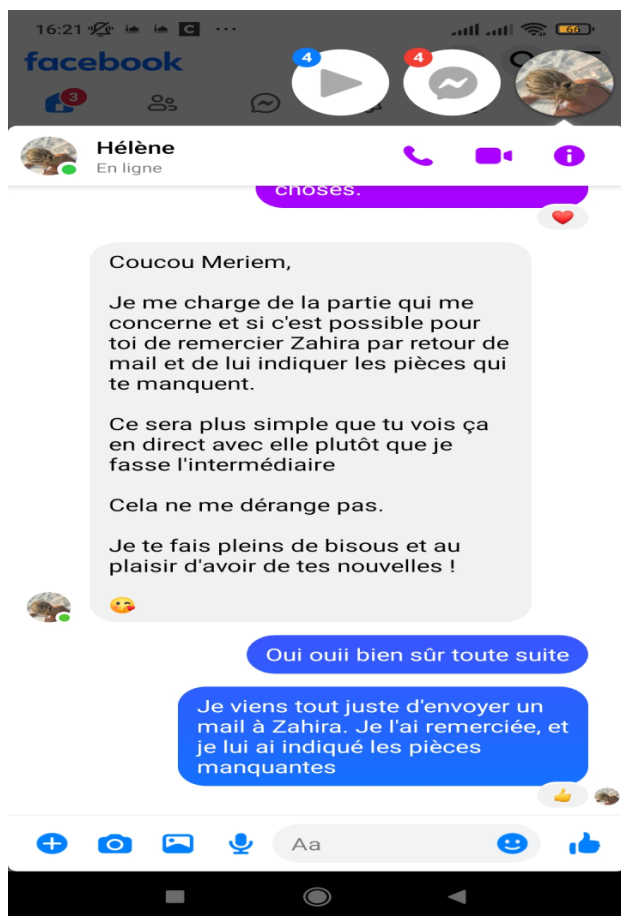 16:21
66
facebook
4
4
3
Hélène
En ligne
choses.
Coucou Meriem,
Je me charge de la partie qui me
concerne et si c'est possible pour
toi de remercier Zahira par retour de
mail et de lui indiquer les pièces qui
te manquent.
Ce sera plus simple que tu vois ça
en direct avec elle plutôt que je
fasse l'intermédiaire
Cela ne me dérange pas.
Je te fais pleins de bisous et au
plaisir d'avoir de tes nouvelles !
Oui ouii bien sûr toute suite
Je viens tout juste d'envoyer un
mail à Zahira. Je l'ai remerciée, et
je lui ai indiqué les pièces
manquantes
Aa